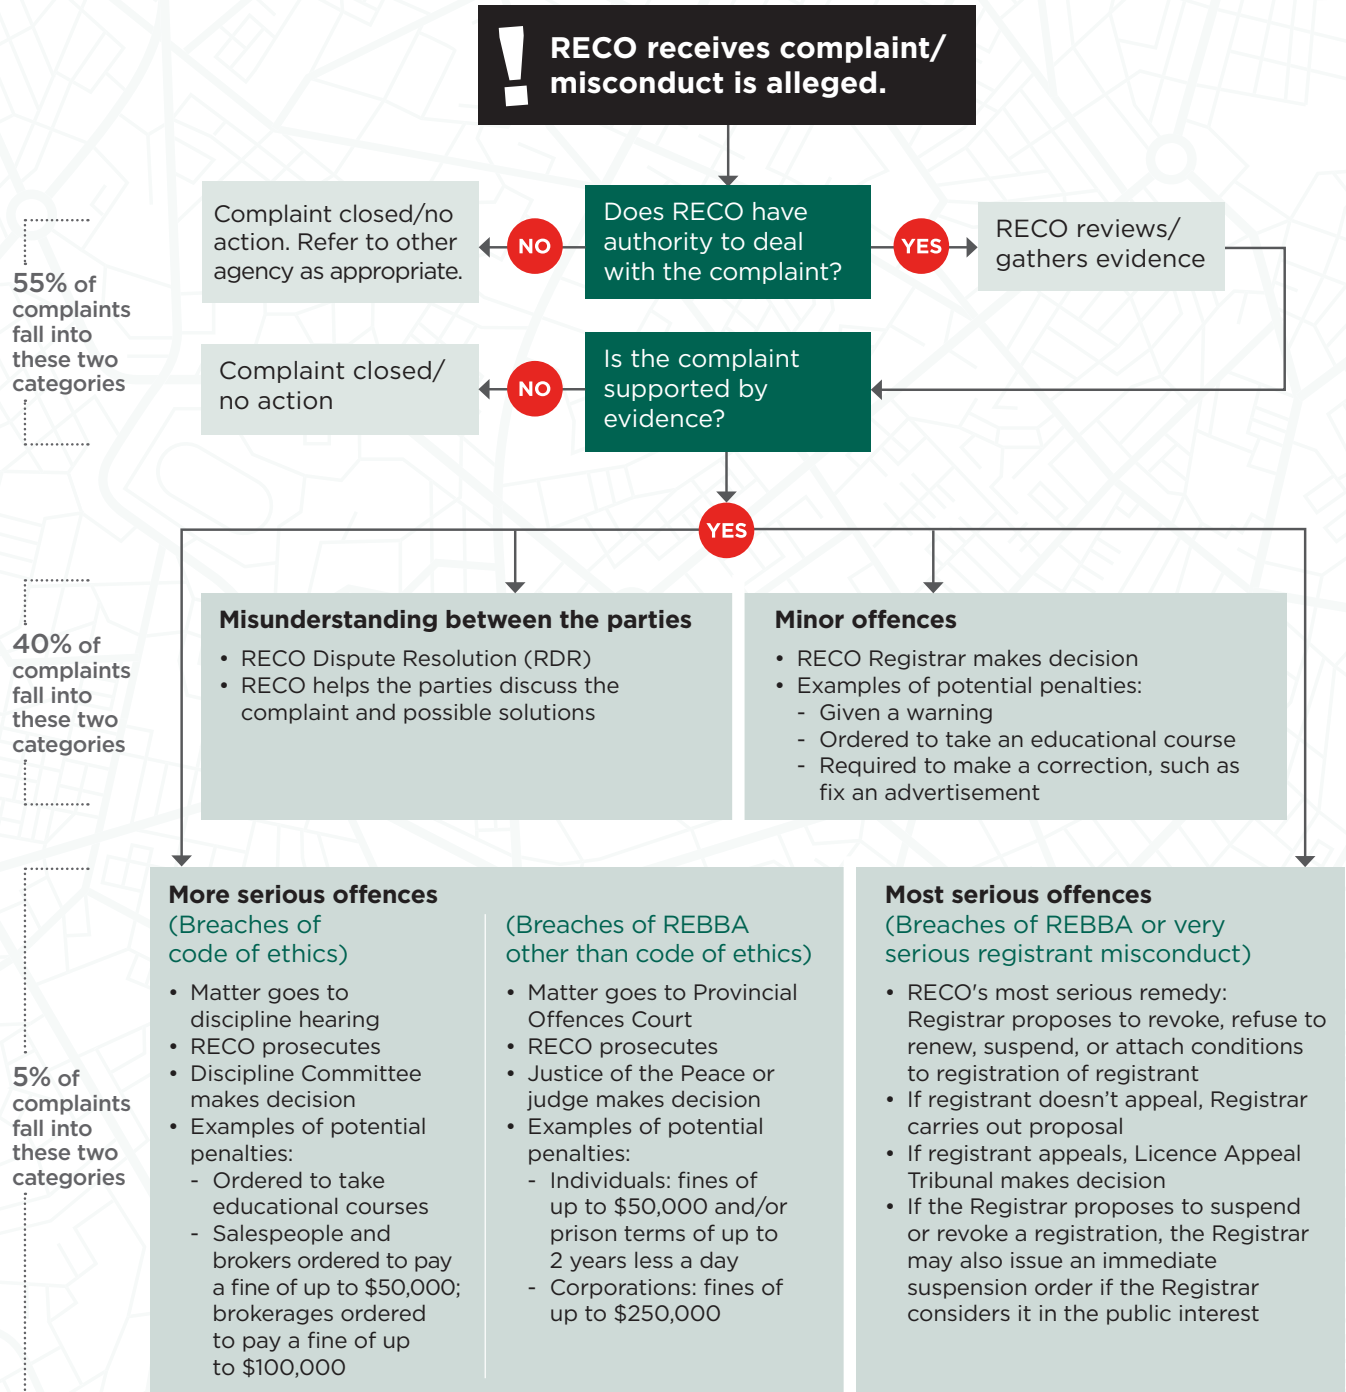 !
RECO receives complaint/
misconduct is alleged.
Does RECO have
authority to deal
with the complaint?
NO
Complaint closed/no
action. Refer to other
agency as appropriate.
YES
RECO reviews/
gathers evidence
55% of
complaints
fall into
these two
categories
Is the complaint
supported by
evidence?
NO
Complaint closed/
no action
YES
40% of
complaints
fall into
these two
categories
Misunderstanding between the parties
• RECO Dispute Resolution (RDR)
• RECO helps the parties discuss the
complaint and possible solutions
Minor offences
• RECO Registrar makes decision
• Examples of potential penalties:
- Given a warning
- Ordered to take an educational course
- Required to make a correction, such as
fix an advertisement
5% of
complaints
fall into
these two
categories
More serious offences
(Breaches of
code of ethics)
• Matter goes to
discipline hearing
• RECO prosecutes
• Discipline Committee
makes decision
• Examples of potential
penalties:
- Ordered to take
educational courses
- Salespeople and
brokers ordered to pay
a fine of up to $50,000;
brokerages ordered
to pay a fine of up
to $100,000
(Breaches of REBBA
other than code of ethics)
• Matter goes to Provincial
Offences Court
• RECO prosecutes
• Justice of the Peace or
judge makes decision
• Examples of potential
penalties:
- Individuals: fines of
up to $50,000 and/or
prison terms of up to
2 years less a day
- Corporations: fines of
up to $250,000
Most serious offences
(Breaches of REBBA or very
serious registrant misconduct)
• RECO's most serious remedy:
Registrar proposes to revoke, refuse to
renew, suspend, or attach conditions
to registration of registrant
• If registrant doesn’t appeal, Registrar
carries out proposal
• If registrant appeals, Licence Appeal
Tribunal makes decision
• If the Registrar proposes to suspend
or revoke a registration, the Registrar
may also issue an immediate
suspension order if the Registrar
considers it in the public interest